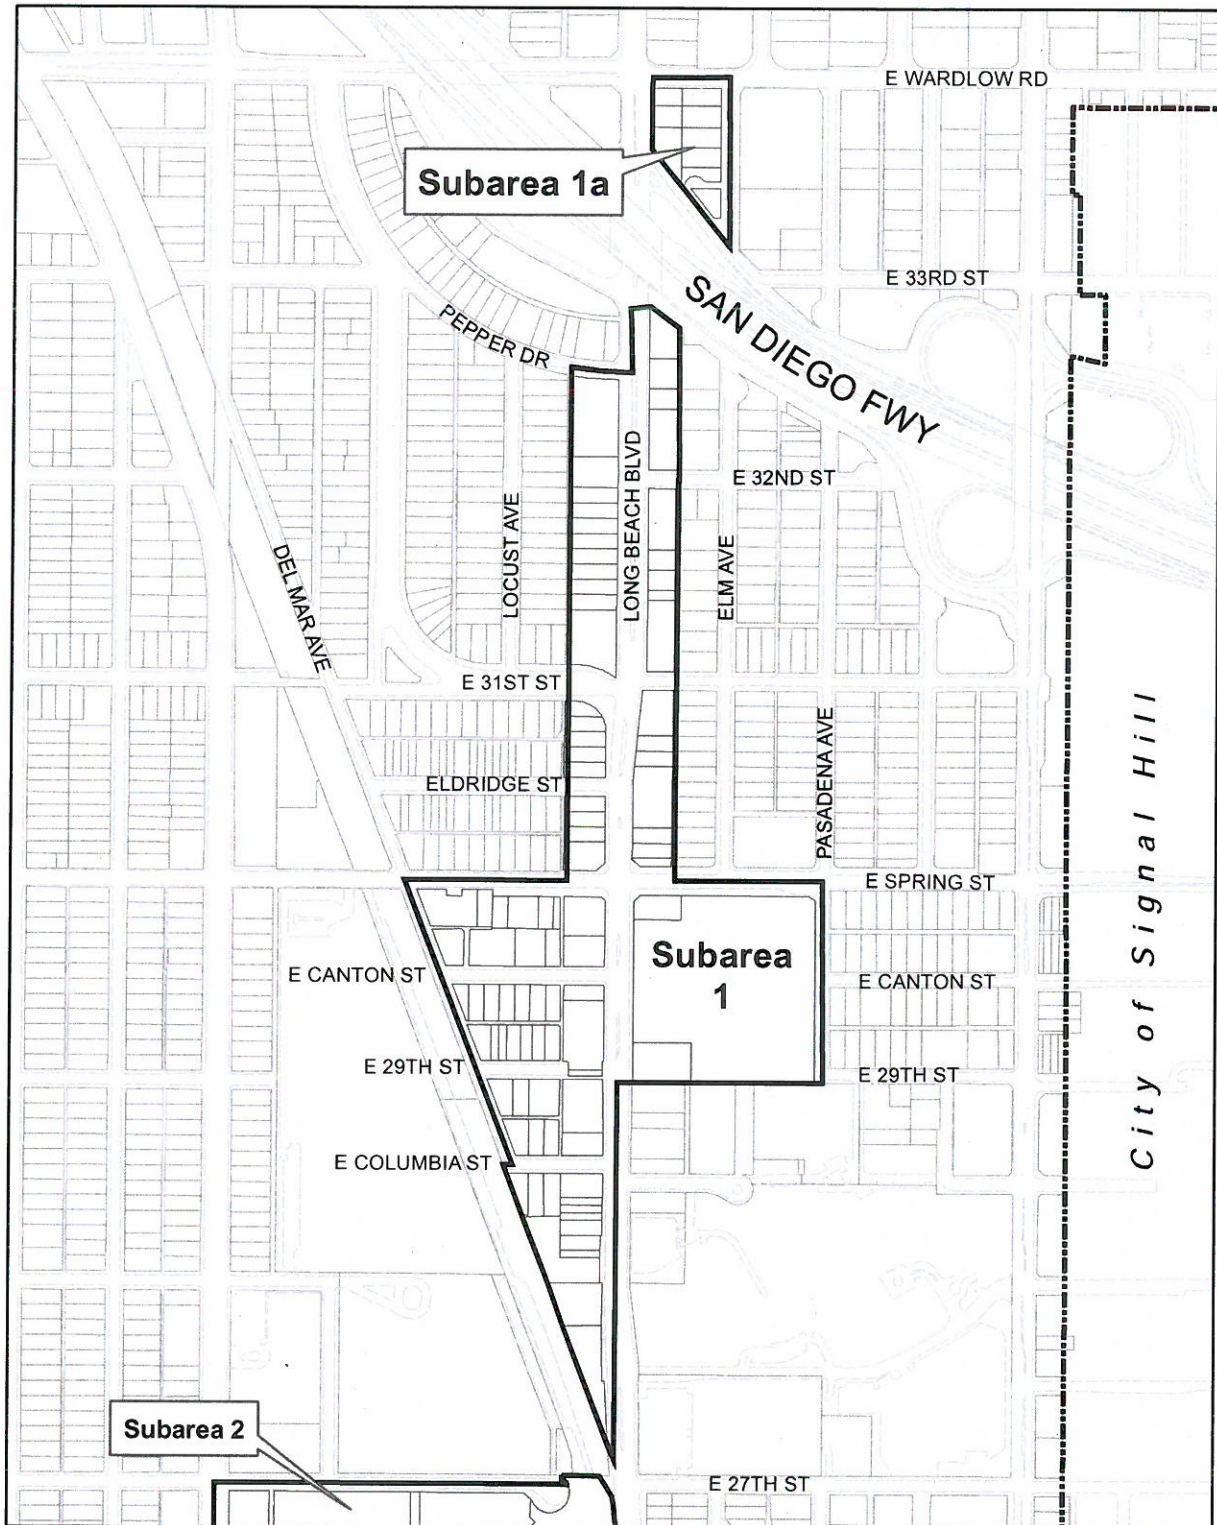 E WARDLOW RD
Subarea 1a
E 33RD ST
SAN DIEGO FWY
PEPPER DR
LONG BEACH BLVD
E 32ND ST
LOCUST AVE
ELM AVE
DEL MAR AVE
E 31ST ST
City of Signal Hill
PASADENA AVE
ELDRIDGE ST
E SPRING ST
Subarea
1
E CANTON ST
E CANTON ST
E 29TH ST
E 29TH ST
E COLUMBIA ST
Subarea 2
E 27TH ST